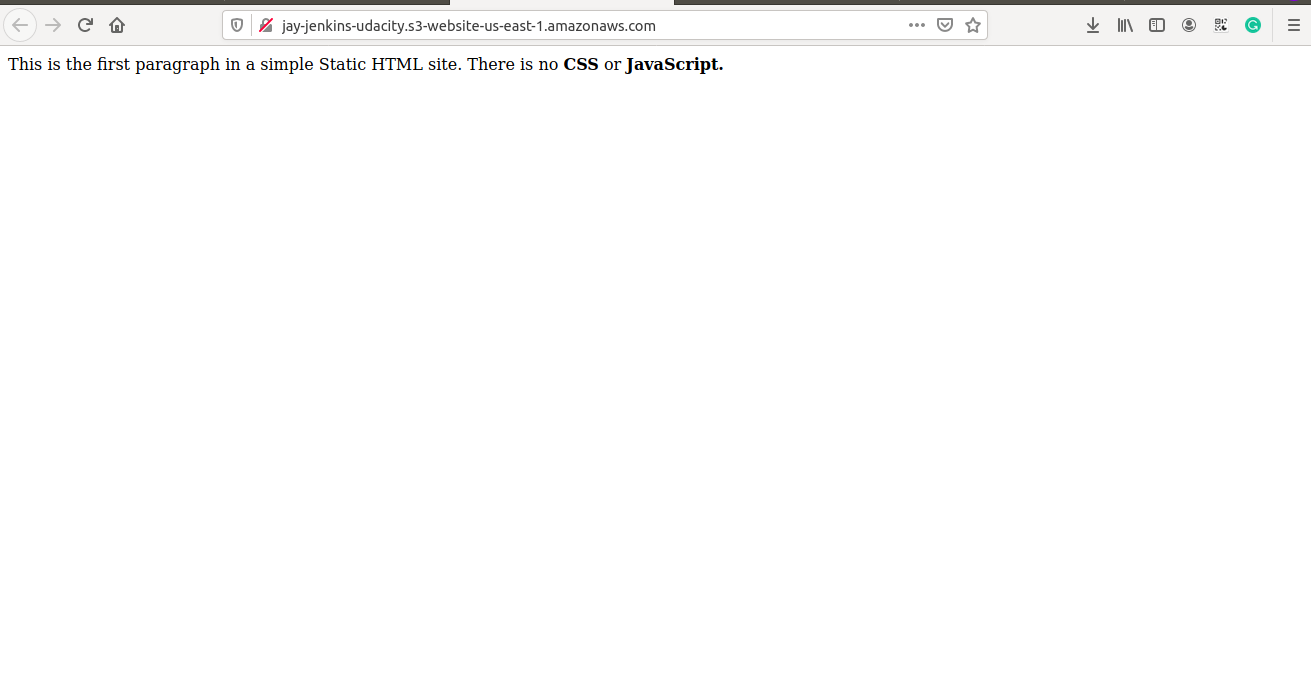 jay-jenkins-udacity.s3-website-us-east-1.amazonaws.com
This is the first paragraph in a simple Static HTML site. There is no CSS or JavaScript.